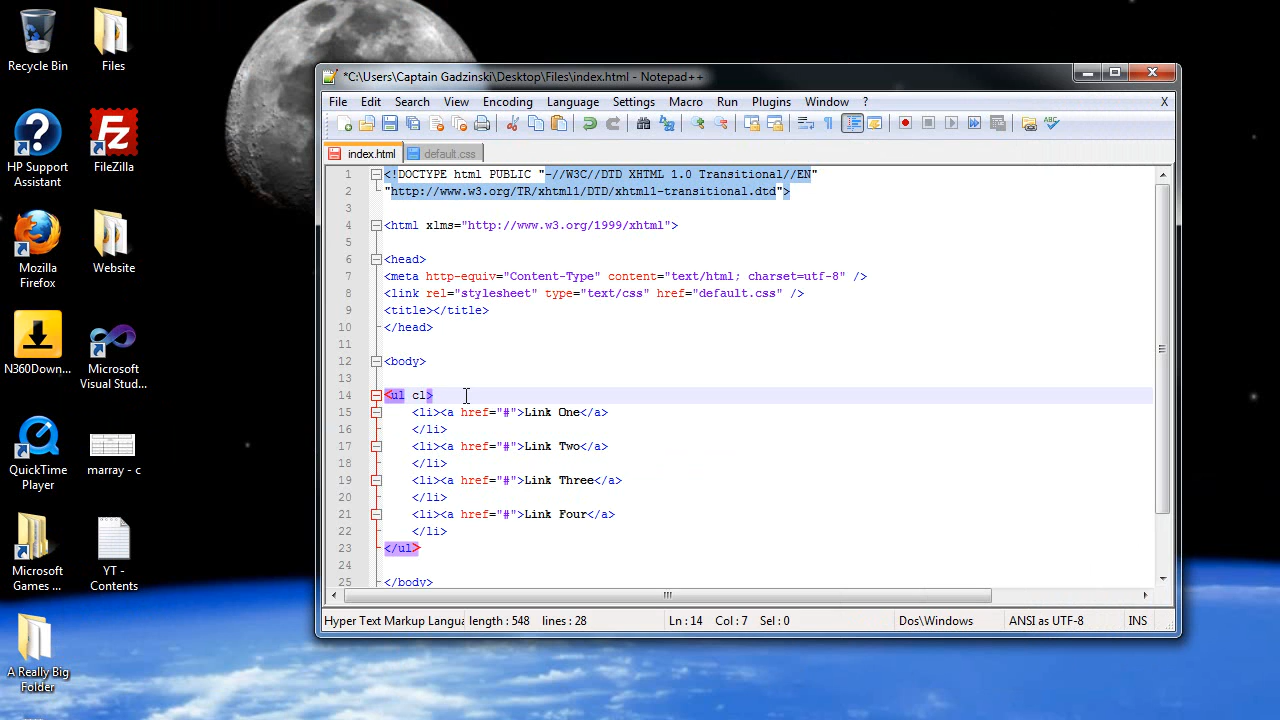 Recycle Bin
Files
HP Support
Assistant
FileZilla
Mozilla
Firefox
Website
N360Down...
Microsoft
Visual Stud...
QuickTime
Player
marray - c
Microsoft
Games ...
YT -
Contents
A Really Big
Folder
*C:\Users\Captain Gadzinski\Desktop\Files\index.html - Notepad++
File Edit Search View Encoding Language Settings Macro Run Plugins Window ? X
index.html default.css
1 <!DOCTYPE html PUBLIC "-//W3C//DTD XHTML 1.0 Transitional//EN"
2 "http://www.w3.org/TR/xhtml1/DTD/xhtml1-transitional.dtd">
3
4 <html xlms="http://www.w3.org/1999/xhtml">
5
6 <head>
7 <meta http-equiv="Content-Type" content="text/html; charset=utf-8" />
8 <link rel="stylesheet" type="text/css" href="default.css" />
9 <title></title>
10 </head>
11
12 <body>
13
14 <ul cl>
15 <li><a href="#">Link One</a>
16 </li>
17 <li><a href="#">Link Two</a>
18 </li>
19 <li><a href="#">Link Three</a>
20 </li>
21 <li><a href="#">Link Four</a>
22 </li>
23 </ul>
24
25 </body>
Hyper Text Markup Langua length : 548 lines : 28 Ln : 14 Col : 7 Sel : 0 Dos\Windows ANSI as UTF-8 INS